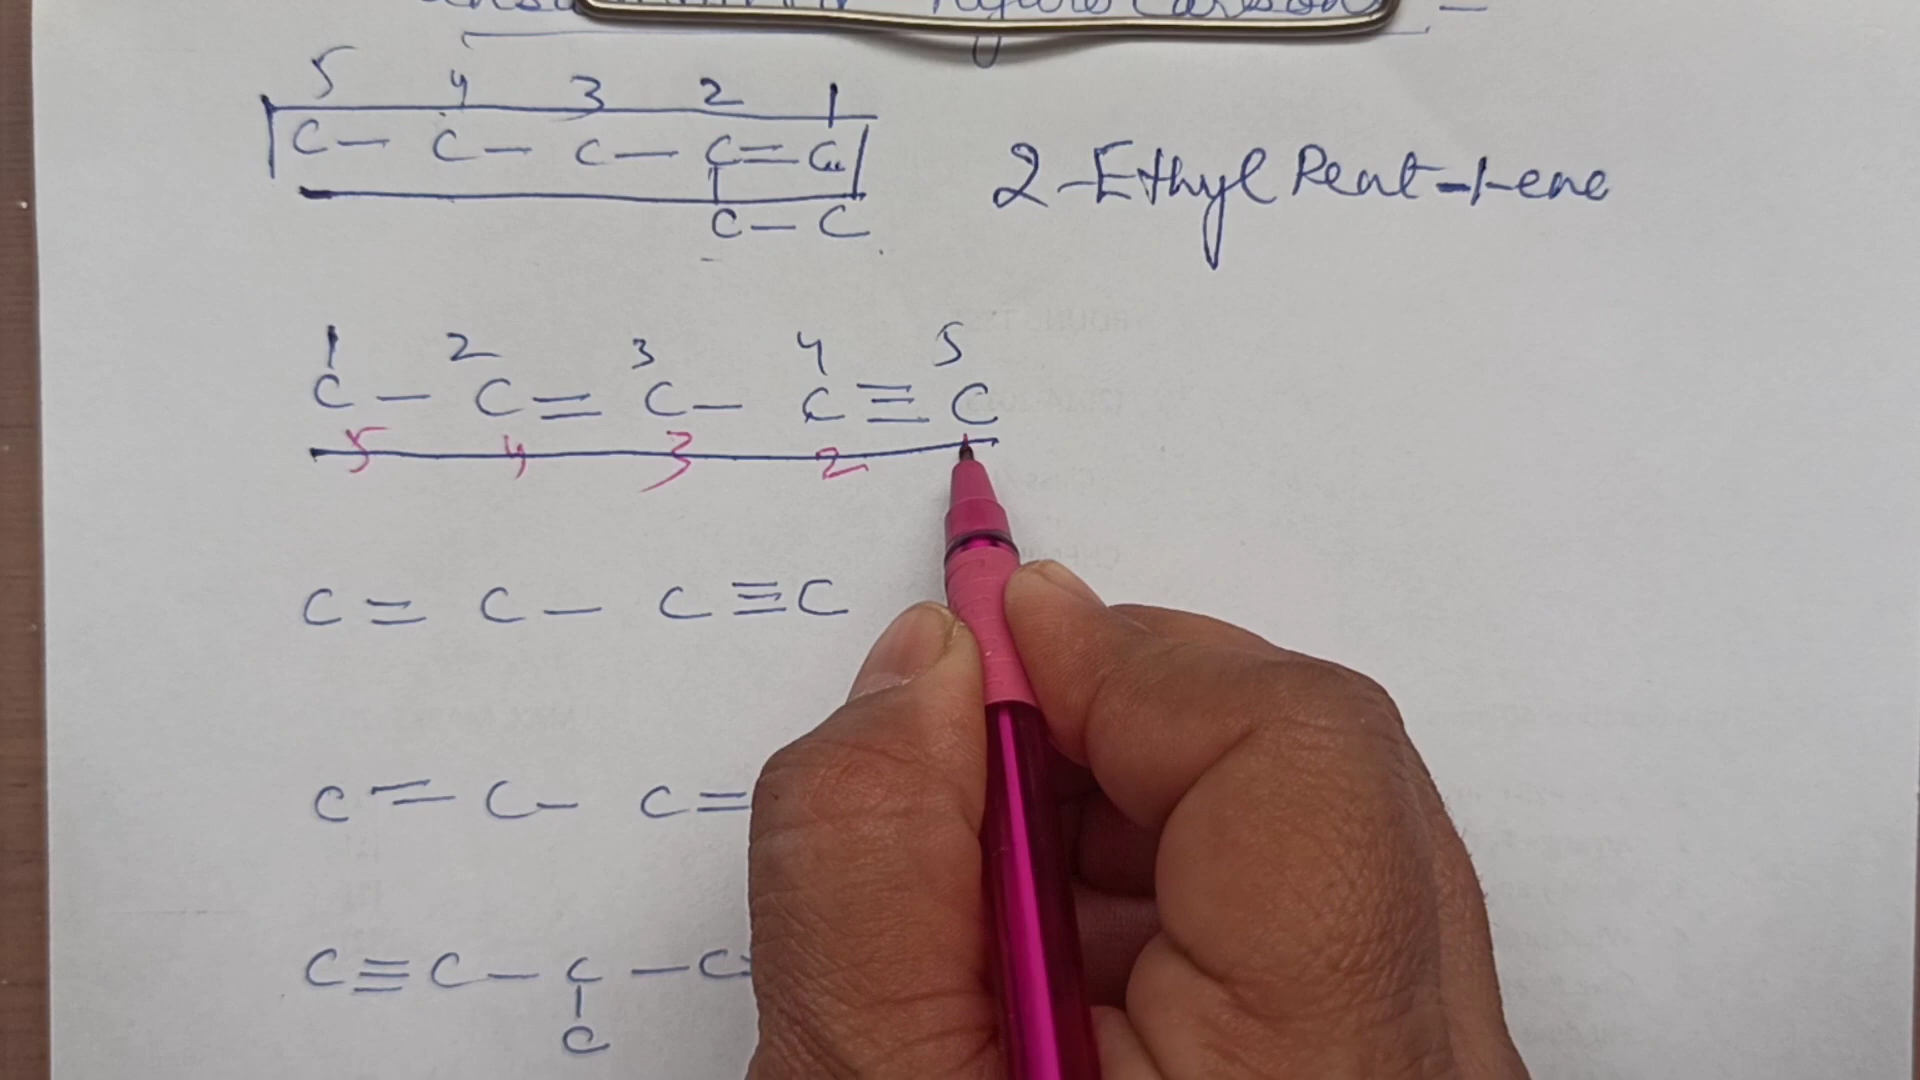 5 4 3 2 1
C — C — C — C = C
C — C
2-Ethyl Pent-1-ene
1 2 3 4 5
C — C = C — C ≡ C
5 4 3 2
C = C — C ≡ C
C = C — C =
C ≡ C — C — C
C